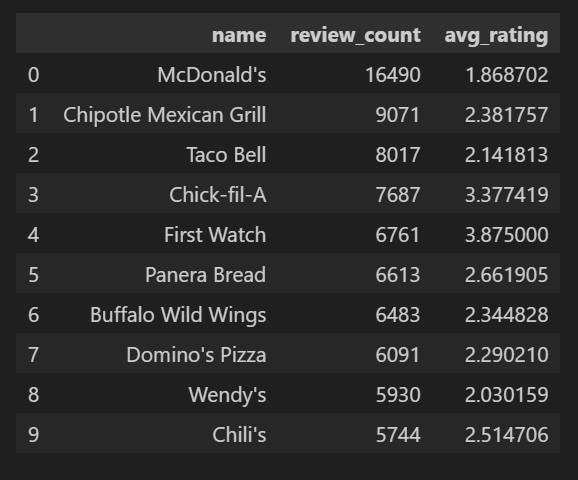 name review_count avg_rating
0 McDonald's 16490 1.868702
1 Chipotle Mexican Grill 9071 2.381757
2 Taco Bell 8017 2.141813
3 Chick-fil-A 7687 3.377419
4 First Watch 6761 3.875000
5 Panera Bread 6613 2.661905
6 Buffalo Wild Wings 6483 2.344828
7 Domino's Pizza 6091 2.290210
8 Wendy's 5930 2.030159
9 Chili's 5744 2.514706